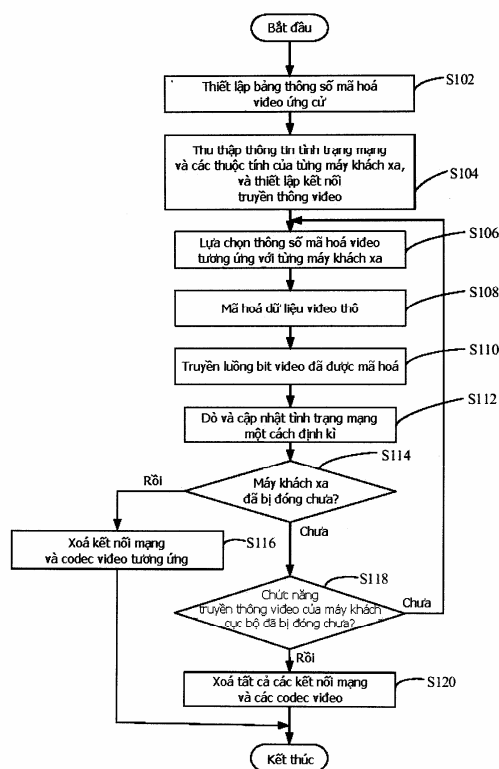 Bắt đầu
S102
Thiết lập bảng thông số mã hoá
video ứng cử
Thu thập thông tin tình trạng mạng
và các thuộc tính của từng máy khách xa,
và thiết lập kết nối
truyền thông video
S104
Lựa chọn thông số mã hoá video
tương ứng với từng máy khách xa
S106
Mã hoá dữ liệu video thô
S108
Truyền luồng bit video đã được mã hoá
S110
Dò và cập nhật tình trạng mạng
một cách định kì
S112
S114
Rồi
Máy khách xa
đã bị đóng chưa?
Chưa
Xoá kết nối mạng
và codec video tương ứng
S116
S118
Chức năng
truyền thông video của máy khách
cục bộ đã bị đóng chưa?
Chưa
Rồi
Xoá tất cả các kết nối mạng
và các codec video
S120
Kết thúc